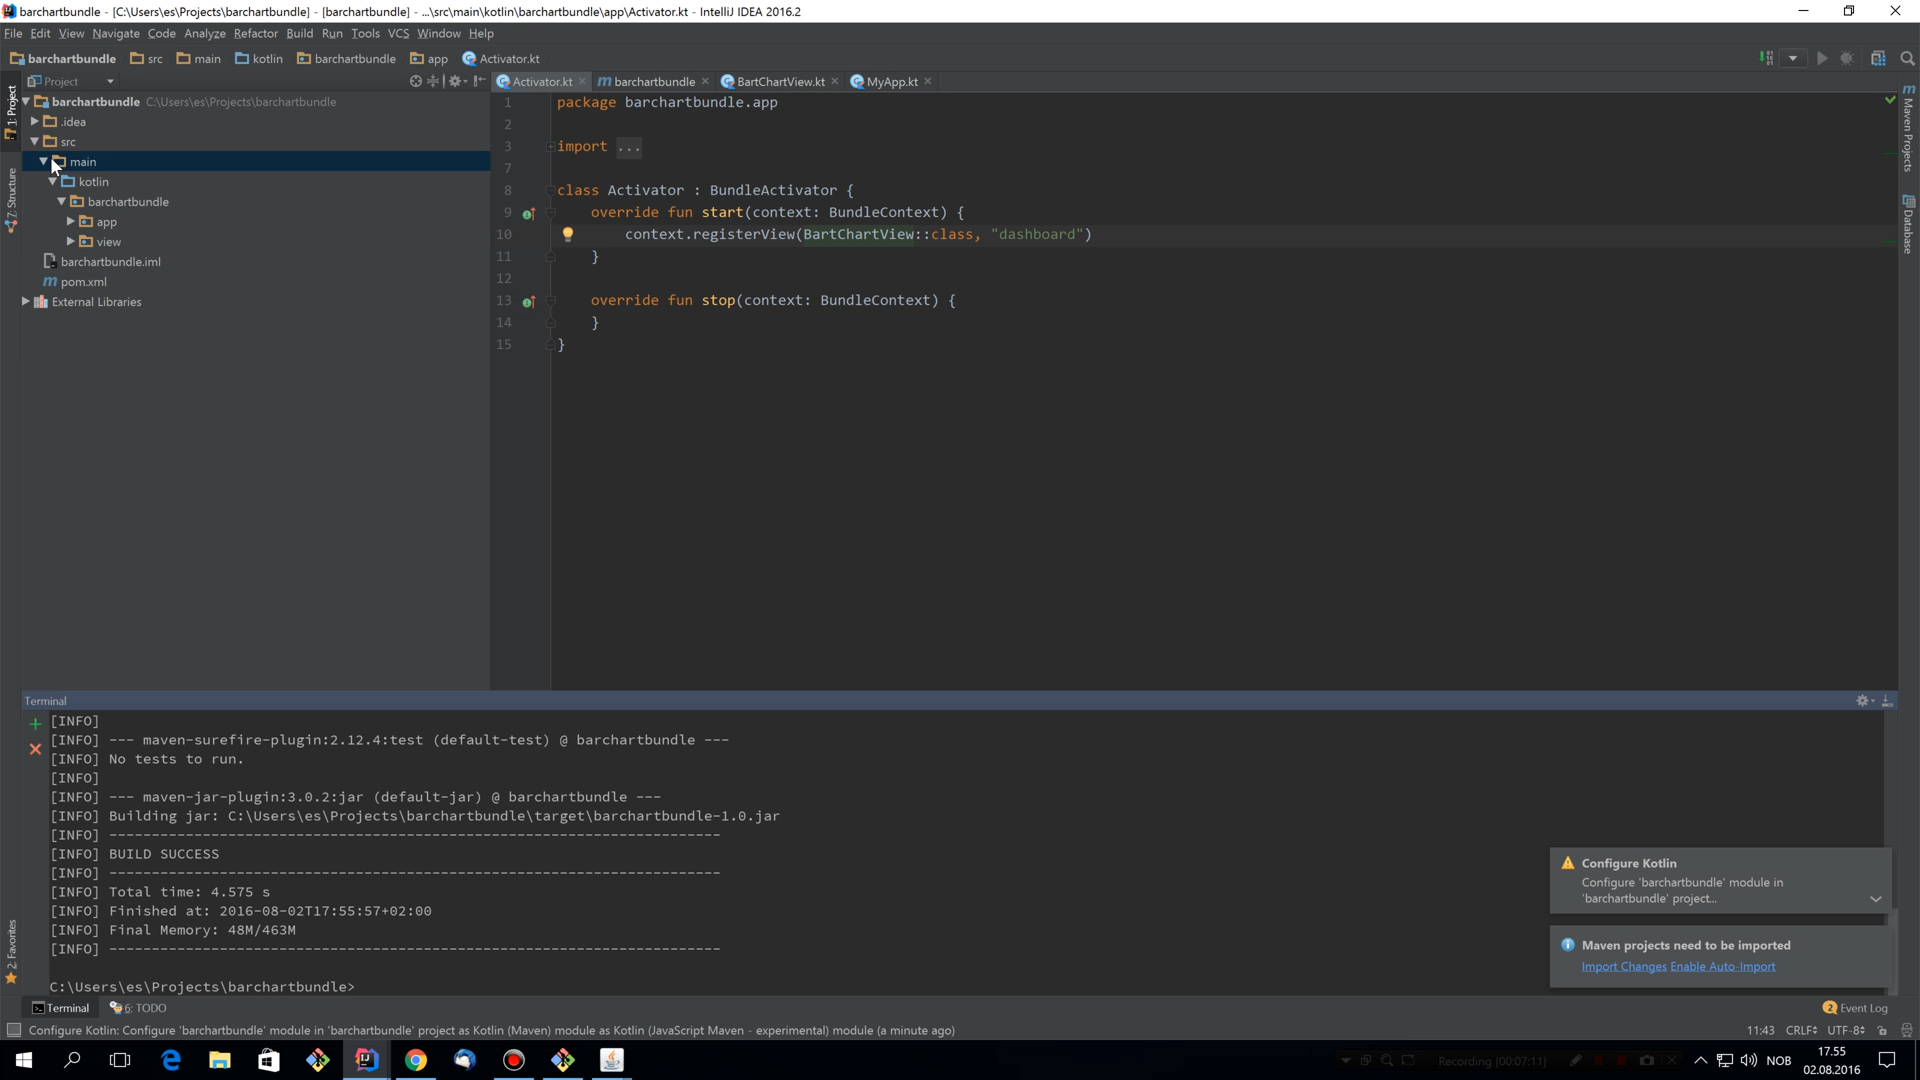 barchartbundle - [C:\Users\es\Projects\barchartbundle] - [barchartbundle] - ...\src\main\kotlin\barchartbundle\app\Activator.kt - IntelliJ IDEA 2016.2
File Edit View Navigate Code Analyze Refactor Build Run Tools VCS Window Help
barchartbundle src main kotlin barchartbundle app Activator.kt
Project
Activator.kt barchartbundle BartChartView.kt MyApp.kt
1: Project
7: Structure
2: Favorites
barchartbundle C:\Users\es\Projects\barchartbundle
.idea
src
main
kotlin
barchartbundle
app
view
barchartbundle.iml
pom.xml
External Libraries
1 package barchartbundle.app
2
3 import ...
7
8 class Activator : BundleActivator {
9 override fun start(context: BundleContext) {
10 context.registerView(BartChartView::class, "dashboard")
11 }
12
13 override fun stop(context: BundleContext) {
14 }
15 }
Maven Projects
Database
Terminal
[INFO]
[INFO] --- maven-surefire-plugin:2.12.4:test (default-test) @ barchartbundle ---
[INFO] No tests to run.
[INFO]
[INFO] --- maven-jar-plugin:3.0.2:jar (default-jar) @ barchartbundle ---
[INFO] Building jar: C:\Users\es\Projects\barchartbundle\target\barchartbundle-1.0.jar
[INFO] ------------------------------------------------------------------------
[INFO] BUILD SUCCESS
[INFO] ------------------------------------------------------------------------
[INFO] Total time: 4.575 s
[INFO] Finished at: 2016-08-02T17:55:57+02:00
[INFO] Final Memory: 48M/463M
[INFO] ------------------------------------------------------------------------
C:\Users\es\Projects\barchartbundle>
Configure Kotlin
Configure 'barchartbundle' module in
'barchartbundle' project...
Maven projects need to be imported
Import Changes Enable Auto-Import
Terminal 6: TODO
2 Event Log
Configure Kotlin: Configure 'barchartbundle' module in 'barchartbundle' project as Kotlin (Maven) module as Kotlin (JavaScript Maven - experimental) module (a minute ago)
11:43 CRLF UTF-8
Recording [00:07:11]
NOB
17.55
02.08.2016